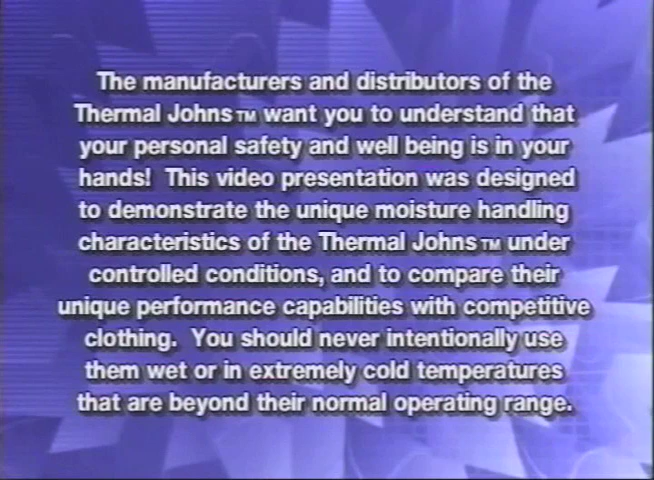 The manufacturers and distributors of the
Thermal Johns™ want you to understand that
your personal safety and well being is in your
hands!  This video presentation was designed
to demonstrate the unique moisture handling
characteristics of the Thermal Johns™ under
controlled conditions, and to compare their
unique performance capabilities with competitive
clothing.  You should never intentionally use
them wet or in extremely cold temperatures
that are beyond their normal operating range.